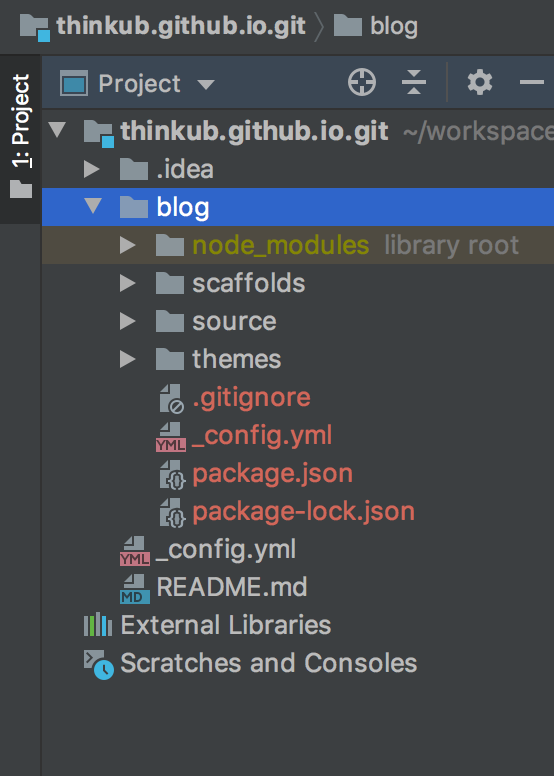 thinkub.github.io.git blog
1: Project
Project
thinkub.github.io.git ~/workspace
.idea
blog
node_modules library root
scaffolds
source
themes
.gitignore
YML _config.yml
package.json
package-lock.json
YML _config.yml
MD README.md
External Libraries
Scratches and Consoles